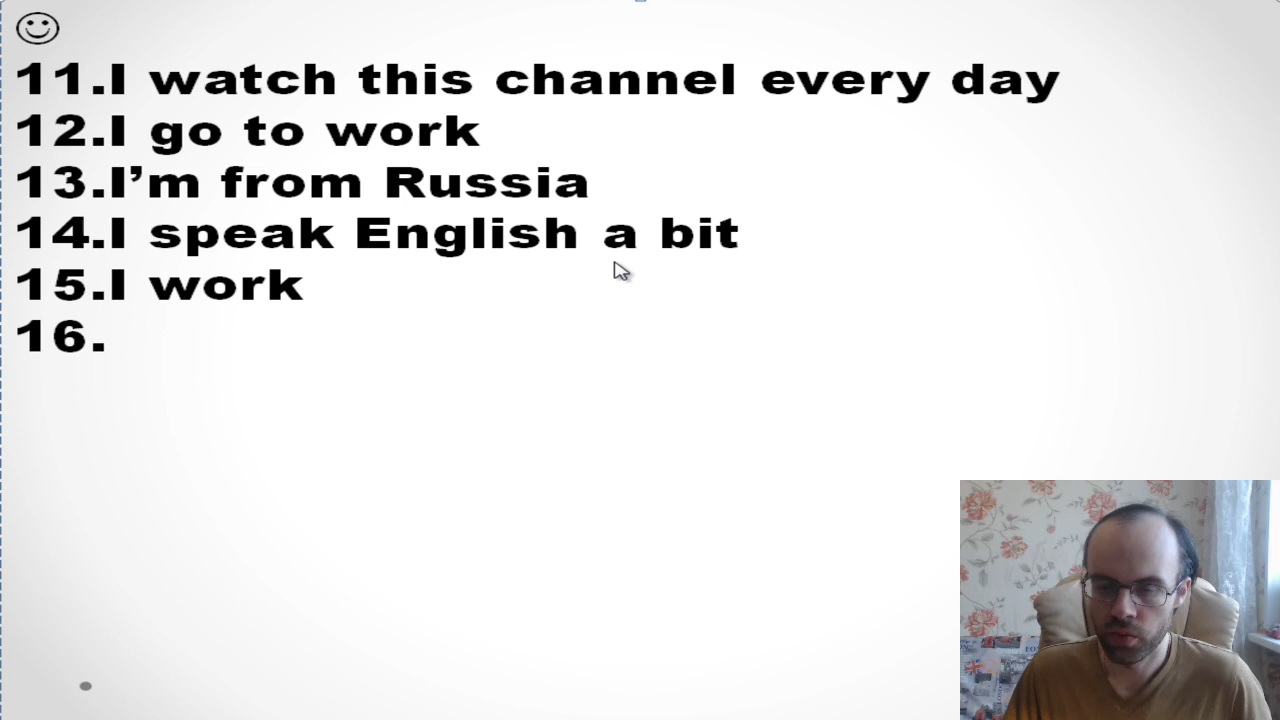 11.I watch this channel every day
12.I go to work
13.I’m from Russia
14.I speak English a bit
15.I work
16.